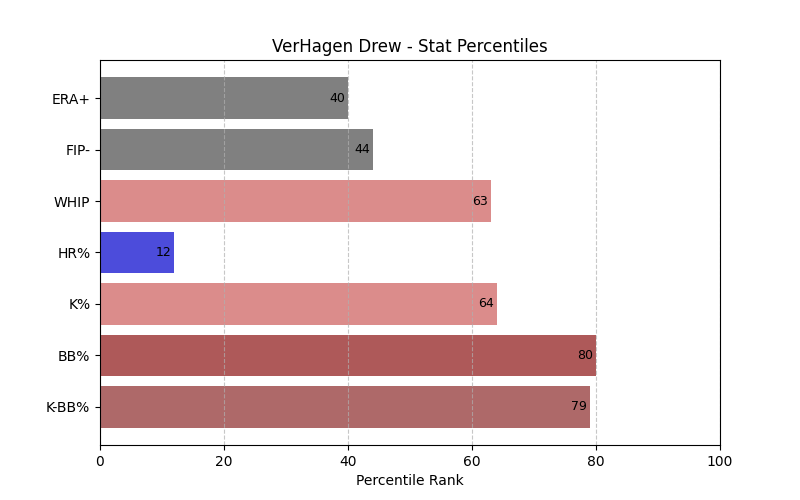 VerHagen Drew - Stat Percentiles
ERA+ 40
FIP- 44
WHIP 63
HR% 12
K% 64
BB% 80
K-BB% 79
0 20 40 60 80 100
Percentile Rank